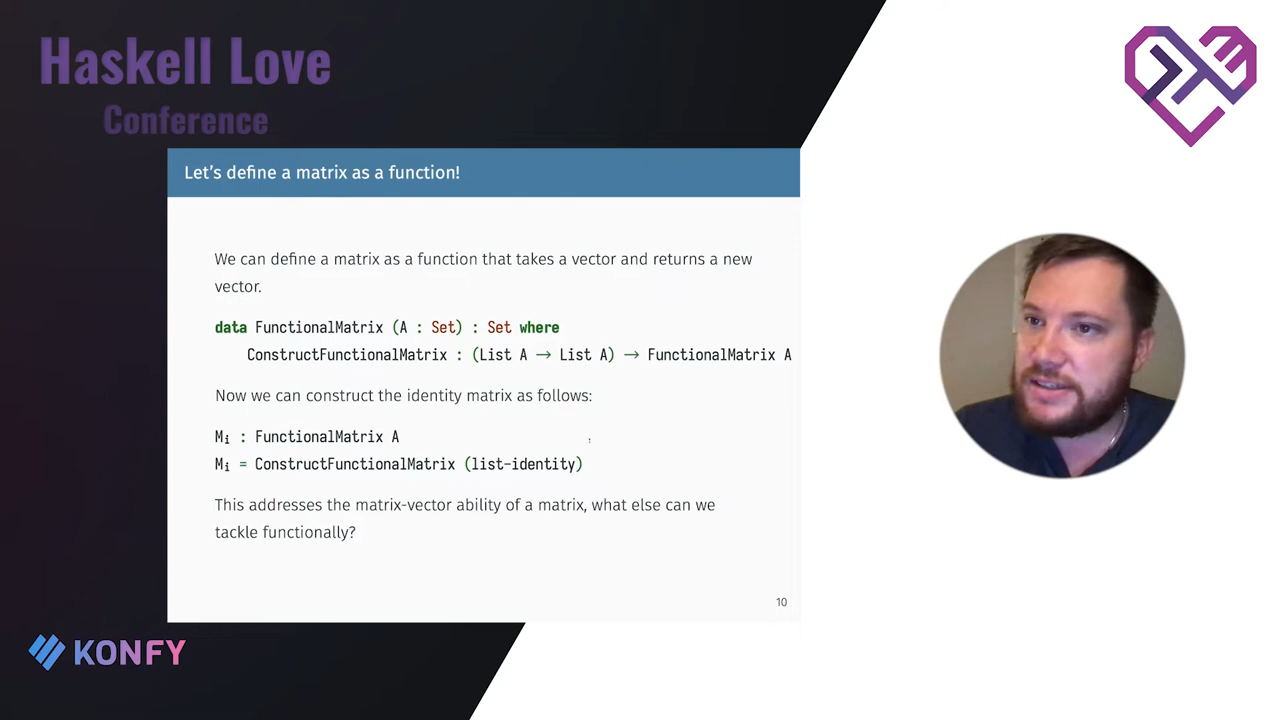 Haskell Love
Conference
Let's define a matrix as a function!
We can define a matrix as a function that takes a vector and returns a new
vector.
data FunctionalMatrix (A : Set) : Set where
ConstructFunctionalMatrix : (List A → List A) → FunctionalMatrix A
Now we can construct the identity matrix as follows:
Mᵢ : FunctionalMatrix A
Mᵢ = ConstructFunctionalMatrix (list-identity)
This addresses the matrix-vector ability of a matrix, what else can we
tackle functionally?
10
KONFY